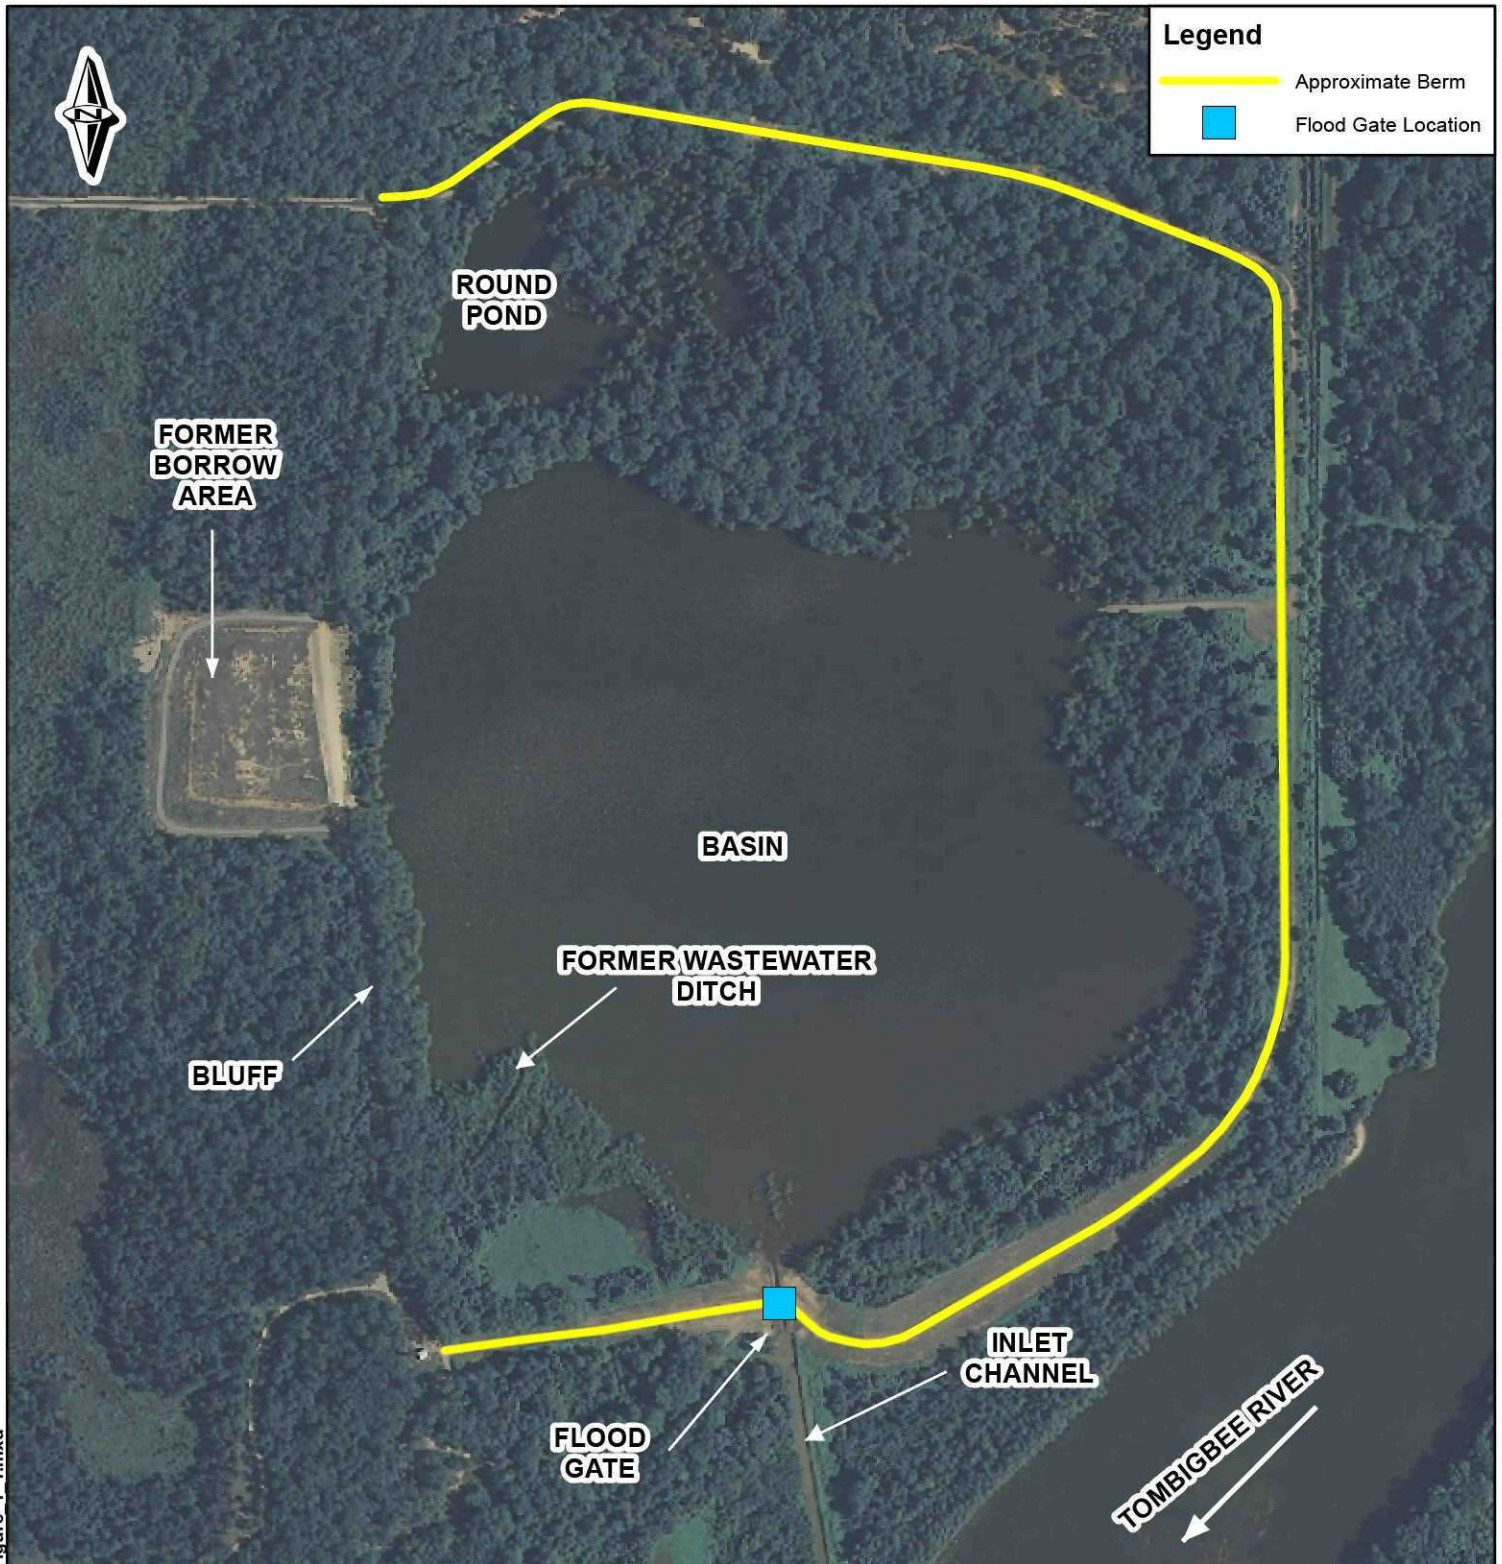 Legend
Approximate Berm
Flood Gate Location
N
ROUND
POND
FORMER
BORROW
AREA
BASIN
FORMER WASTEWATER
DITCH
BLUFF
INLET
CHANNEL
FLOOD
GATE
TOMBIGBEE RIVER